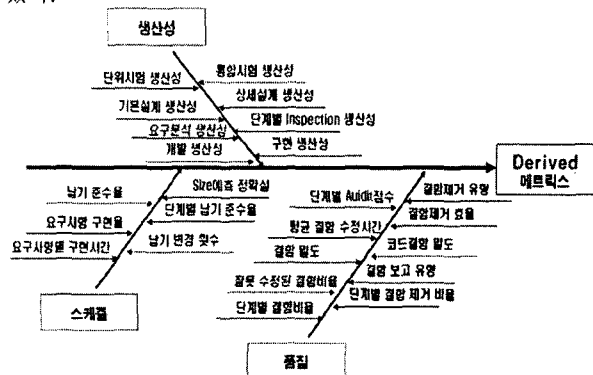 생산성
통합시험 생산성
단위시험 생산성
상세설계 생산성
기본설계 생산성
단계별 Inspection 생산성
요구분석 생산성
구현 생산성
개발 생산성
Derived
메트릭스
Size예측 정확성
납기 준수율
단계별 납기 준수율
요구사항 구현율
납기 변경 횟수
요구사항별 구현시간
스케쥴
결함제거 유형
단계별 Auidit점수
결함제거 효율
평균 결함 수정시간
코드결함 밀도
결함 밀도
결함 보고 유형
잘못 수정된 결함비율
단계별 결함 제거 비율
단계별 결함비율
품질